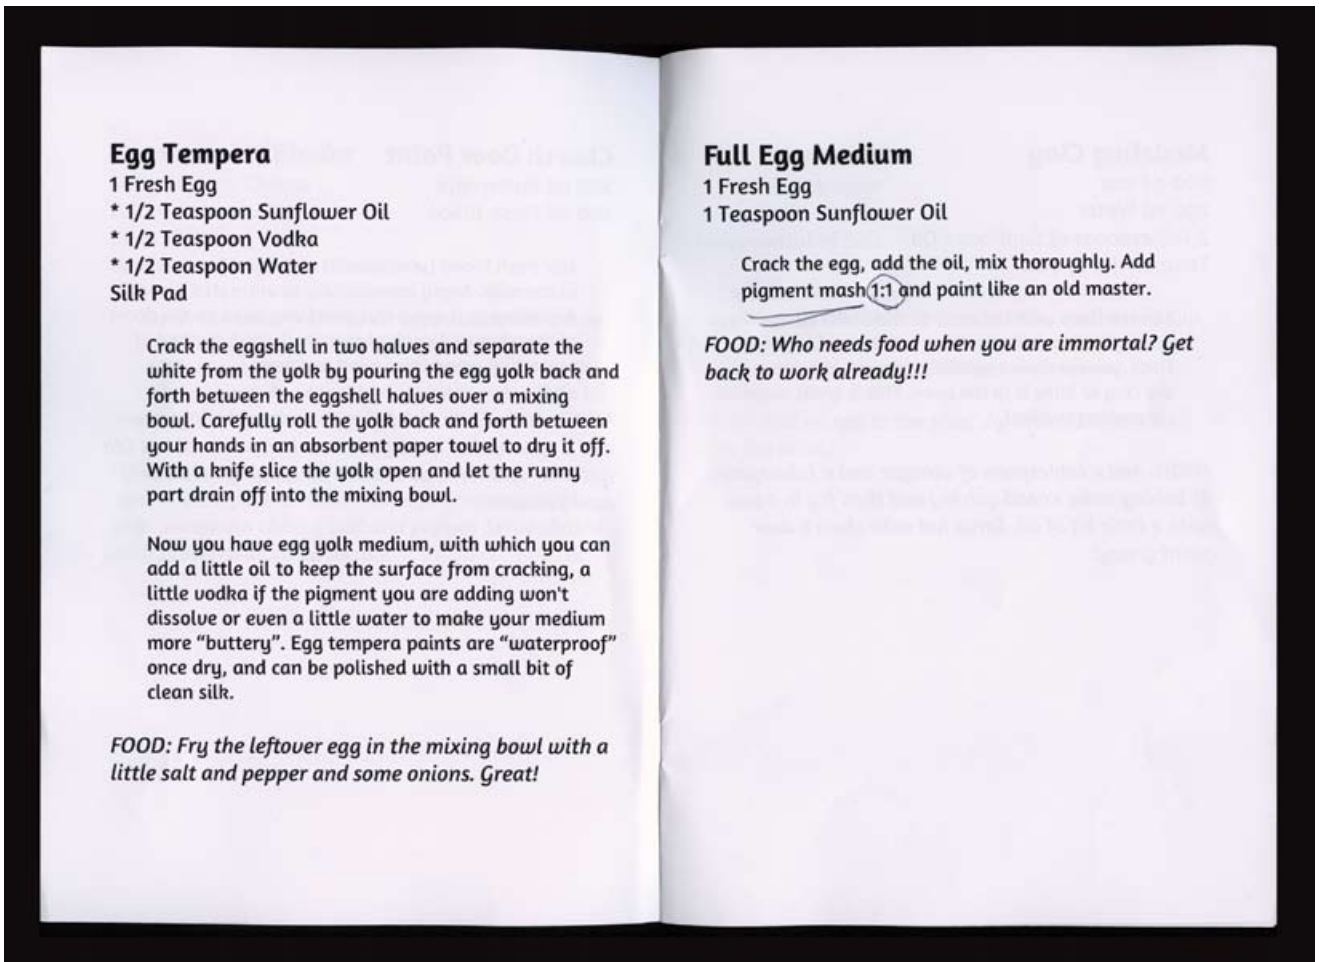 Egg Tempera
1 Fresh Egg
* 1/2 Teaspoon Sunflower Oil
* 1/2 Teaspoon Vodka
* 1/2 Teaspoon Water
Silk Pad
Crack the eggshell in two halves and separate the
white from the yolk by pouring the egg yolk back and
forth between the eggshell halves over a mixing
bowl. Carefully roll the yolk back and forth between
your hands in an absorbent paper towel to dry it off.
With a knife slice the yolk open and let the runny
part drain off into the mixing bowl.
Now you have egg yolk medium, with which you can
add a little oil to keep the surface from cracking, a
little vodka if the pigment you are adding won't
dissolve or even a little water to make your medium
more “buttery”. Egg tempera paints are “waterproof”
once dry, and can be polished with a small bit of
clean silk.
FOOD: Fry the leftover egg in the mixing bowl with a
little salt and pepper and some onions. Great!
Full Egg Medium
1 Fresh Egg
1 Teaspoon Sunflower Oil
Crack the egg, add the oil, mix thoroughly. Add
pigment mash 1:1 and paint like an old master.
FOOD: Who needs food when you are immortal? Get
back to work already!!!